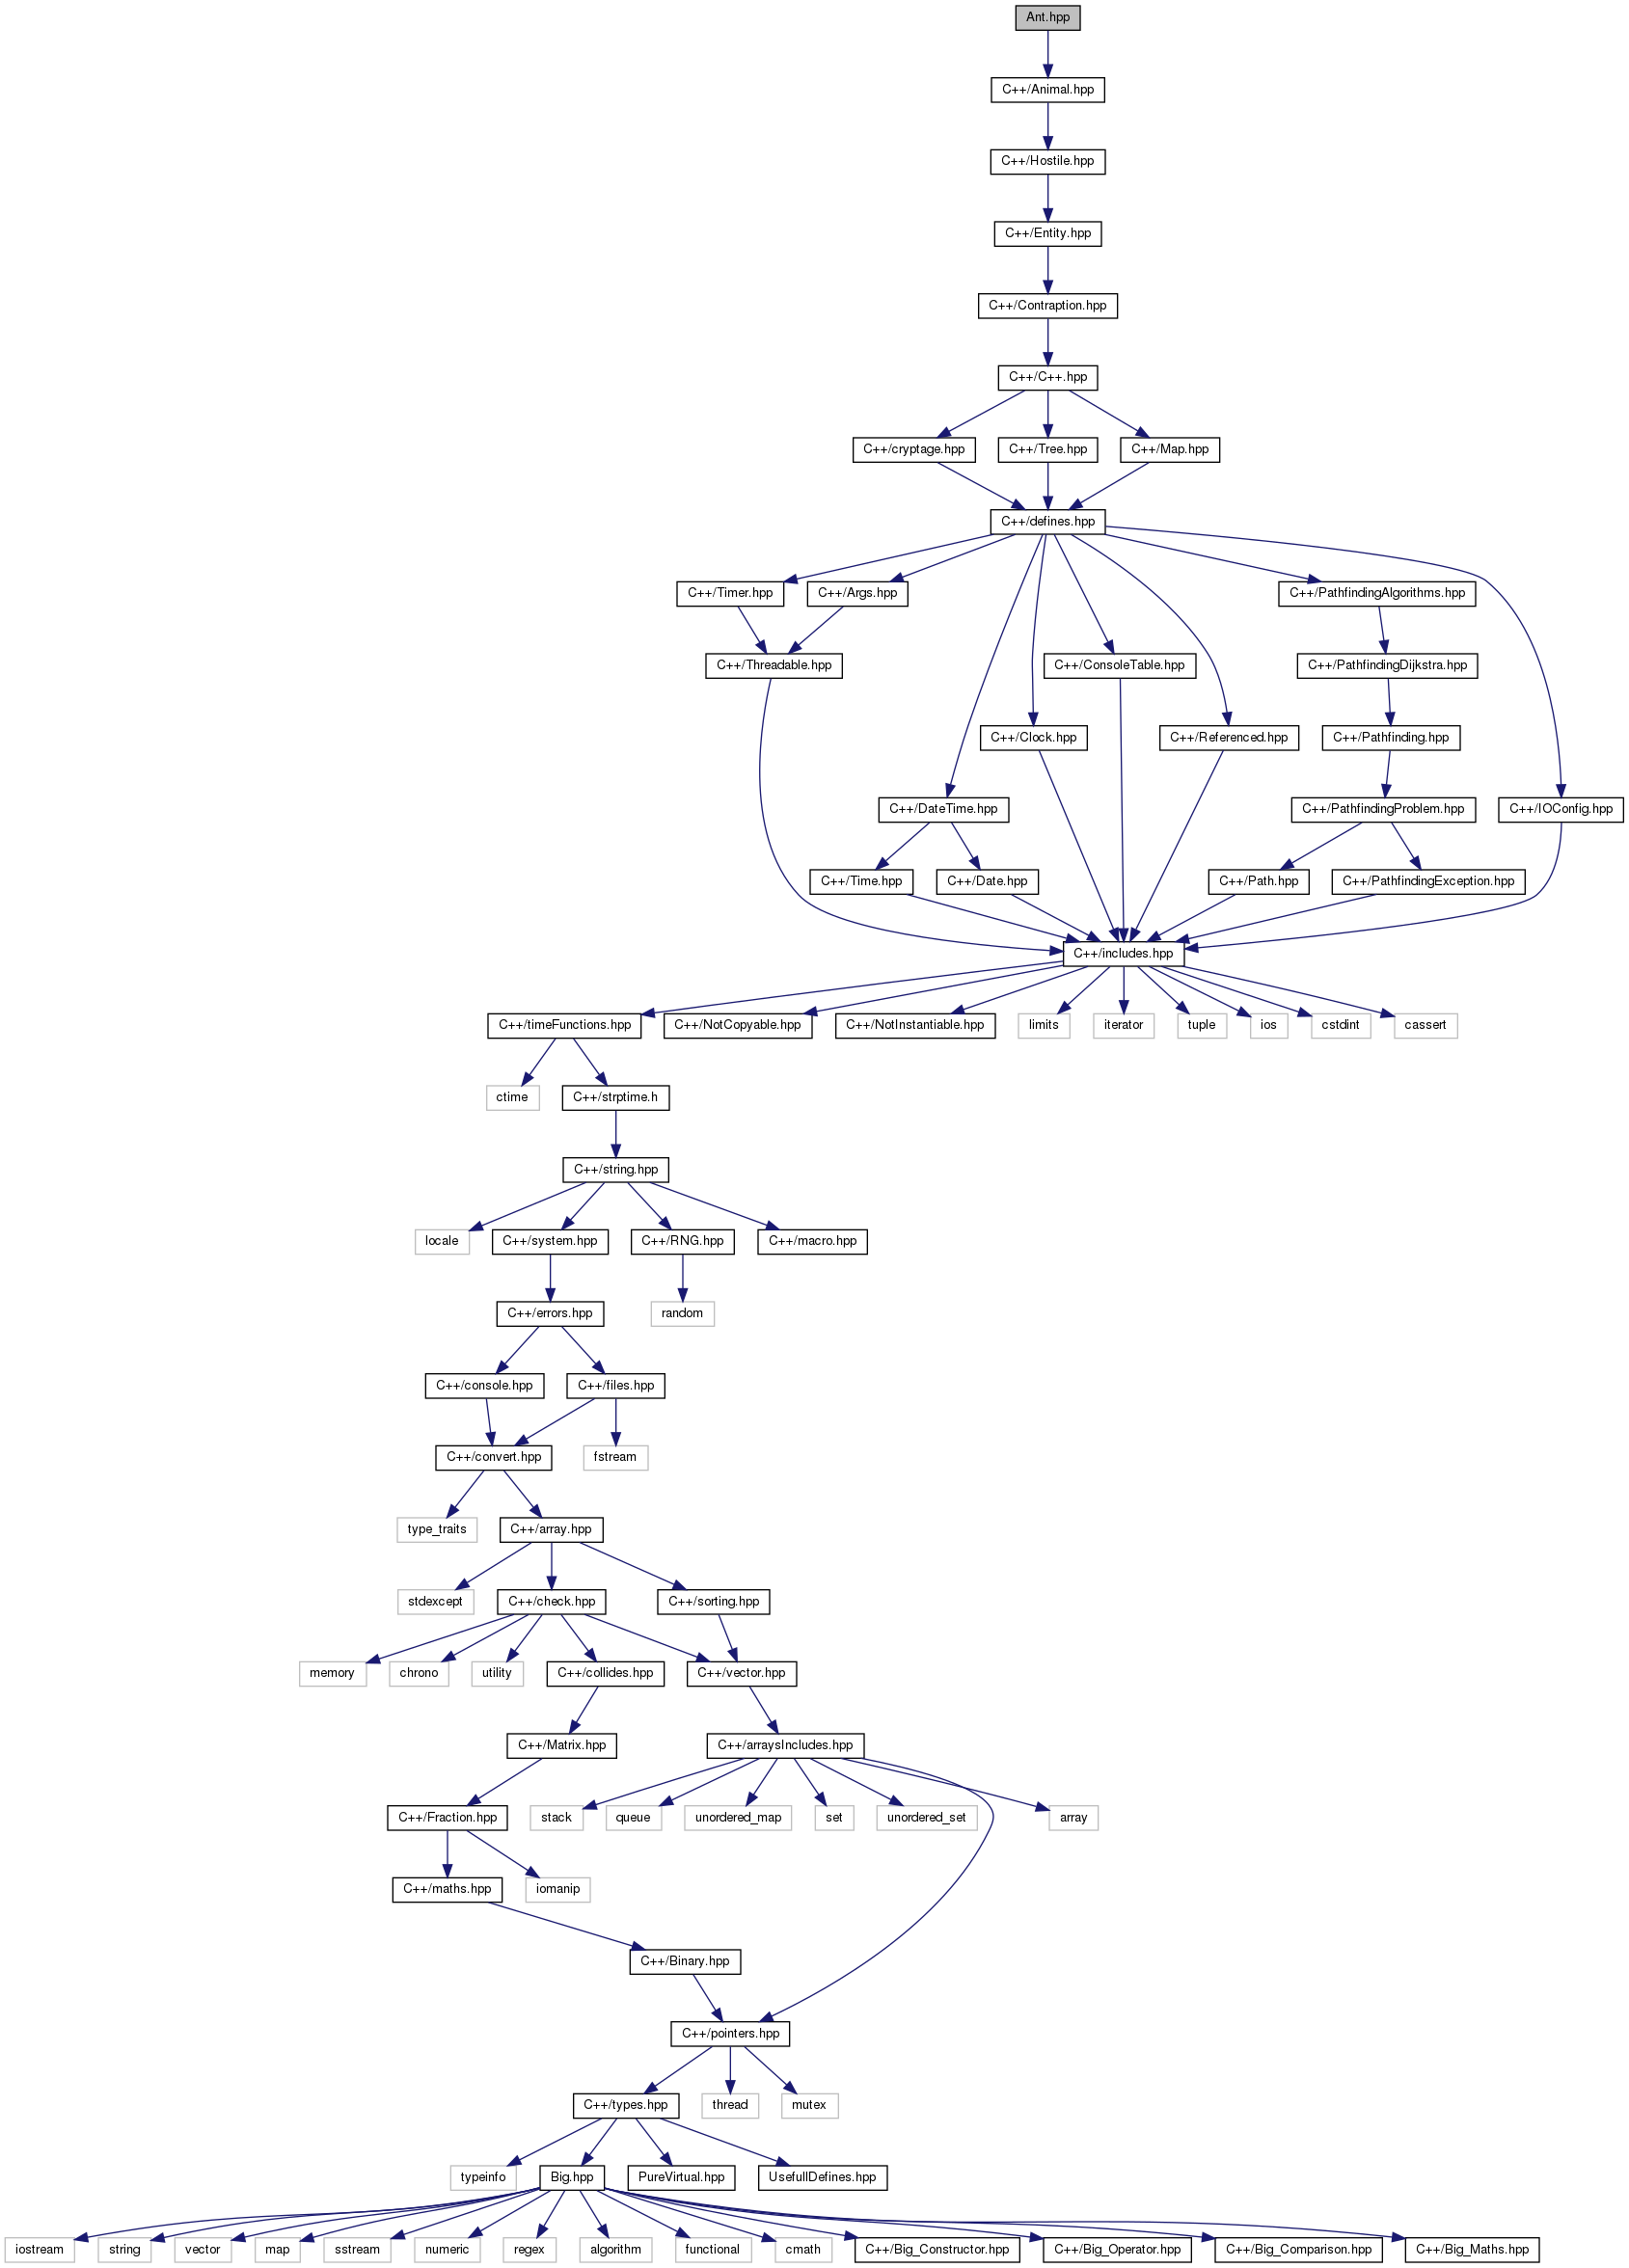 Ant.hpp
C++/Animal.hpp
C++/Hostile.hpp
C++/Entity.hpp
C++/Contraption.hpp
C++/C++.hpp
C++/cryptage.hpp
C++/Tree.hpp
C++/Map.hpp
C++/defines.hpp
C++/Timer.hpp
C++/Args.hpp
C++/PathfindingAlgorithms.hpp
C++/Threadable.hpp
C++/ConsoleTable.hpp
C++/PathfindingDijkstra.hpp
C++/Clock.hpp
C++/Referenced.hpp
C++/Pathfinding.hpp
C++/DateTime.hpp
C++/PathfindingProblem.hpp
C++/IOConfig.hpp
C++/Time.hpp
C++/Date.hpp
C++/Path.hpp
C++/PathfindingException.hpp
C++/includes.hpp
C++/timeFunctions.hpp
C++/NotCopyable.hpp
C++/NotInstantiable.hpp
limits
iterator
tuple
ios
cstdint
cassert
ctime
C++/strptime.h
C++/string.hpp
locale
C++/system.hpp
C++/RNG.hpp
C++/macro.hpp
C++/errors.hpp
random
C++/console.hpp
C++/files.hpp
C++/convert.hpp
fstream
type_traits
C++/array.hpp
stdexcept
C++/check.hpp
C++/sorting.hpp
memory
chrono
utility
C++/collides.hpp
C++/vector.hpp
C++/Matrix.hpp
C++/arraysIncludes.hpp
C++/Fraction.hpp
stack
queue
unordered_map
set
unordered_set
array
C++/maths.hpp
iomanip
C++/Binary.hpp
C++/pointers.hpp
C++/types.hpp
thread
mutex
typeinfo
Big.hpp
PureVirtual.hpp
UsefullDefines.hpp
iostream
string
vector
map
sstream
numeric
regex
algorithm
functional
cmath
C++/Big_Constructor.hpp
C++/Big_Operator.hpp
C++/Big_Comparison.hpp
C++/Big_Maths.hpp